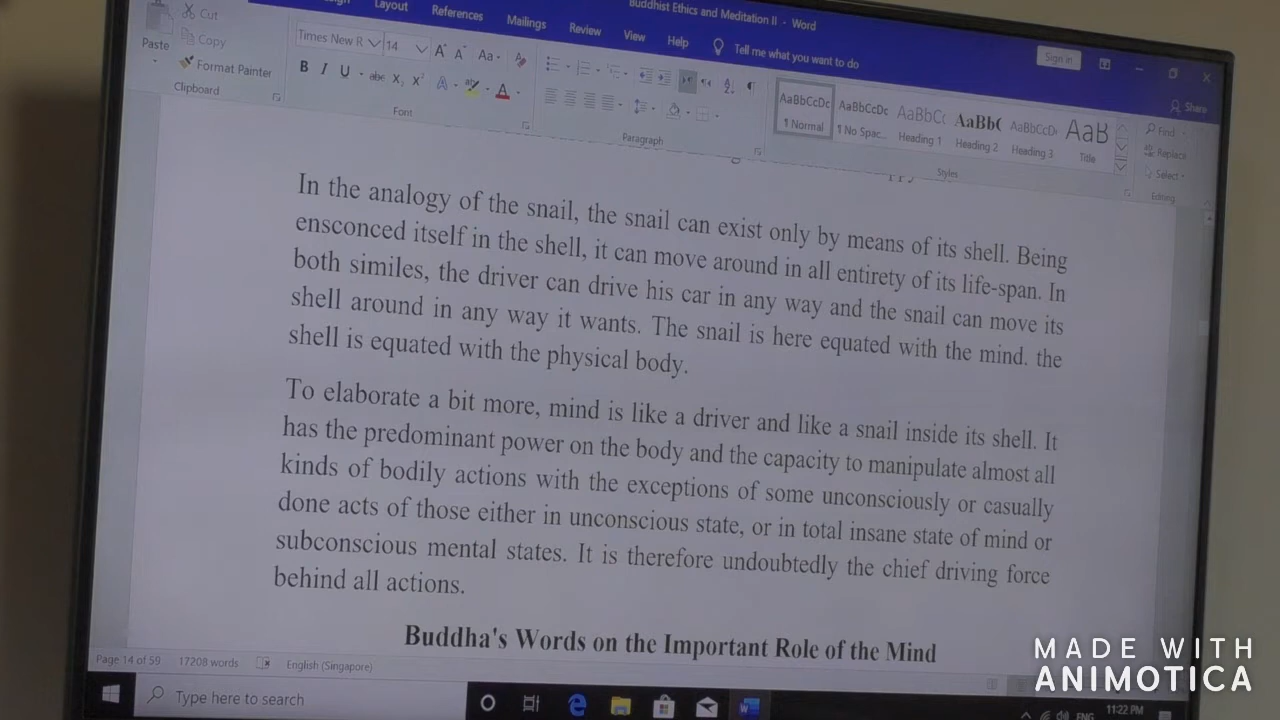 Buddhist Ethics and Meditation II - Word
Layout References Mailings Review View Help Tell me what you want to do
Sign in
Share
Cut
Copy
Paste
Format Painter
Clipboard
Times New R 14
B I U abc X₂ X²
Font
Paragraph
AaBbCcDc AaBbCcDc AaBbCc AaBb( AaBbCcD AaB
¶ Normal ¶ No Spac... Heading 1 Heading 2 Heading 3 Title
Styles
Find
Replace
Select
Editing
In the analogy of the snail, the snail can exist only by means of its shell. Being
ensconced itself in the shell, it can move around in all entirety of its life-span. In
both similes, the driver can drive his car in any way and the snail can move its
shell around in any way it wants. The snail is here equated with the mind. the
shell is equated with the physical body.
To elaborate a bit more, mind is like a driver and like a snail inside its shell. It
has the predominant power on the body and the capacity to manipulate almost all
kinds of bodily actions with the exceptions of some unconsciously or casually
done acts of those either in unconscious state, or in total insane state of mind or
subconscious mental states. It is therefore undoubtedly the chief driving force
behind all actions.
Buddha's Words on the Important Role of the Mind
Page 14 of 59 17208 words English (Singapore)
Type here to search
ENG 11:22 PM
MADE WITH
ANIMOTICA